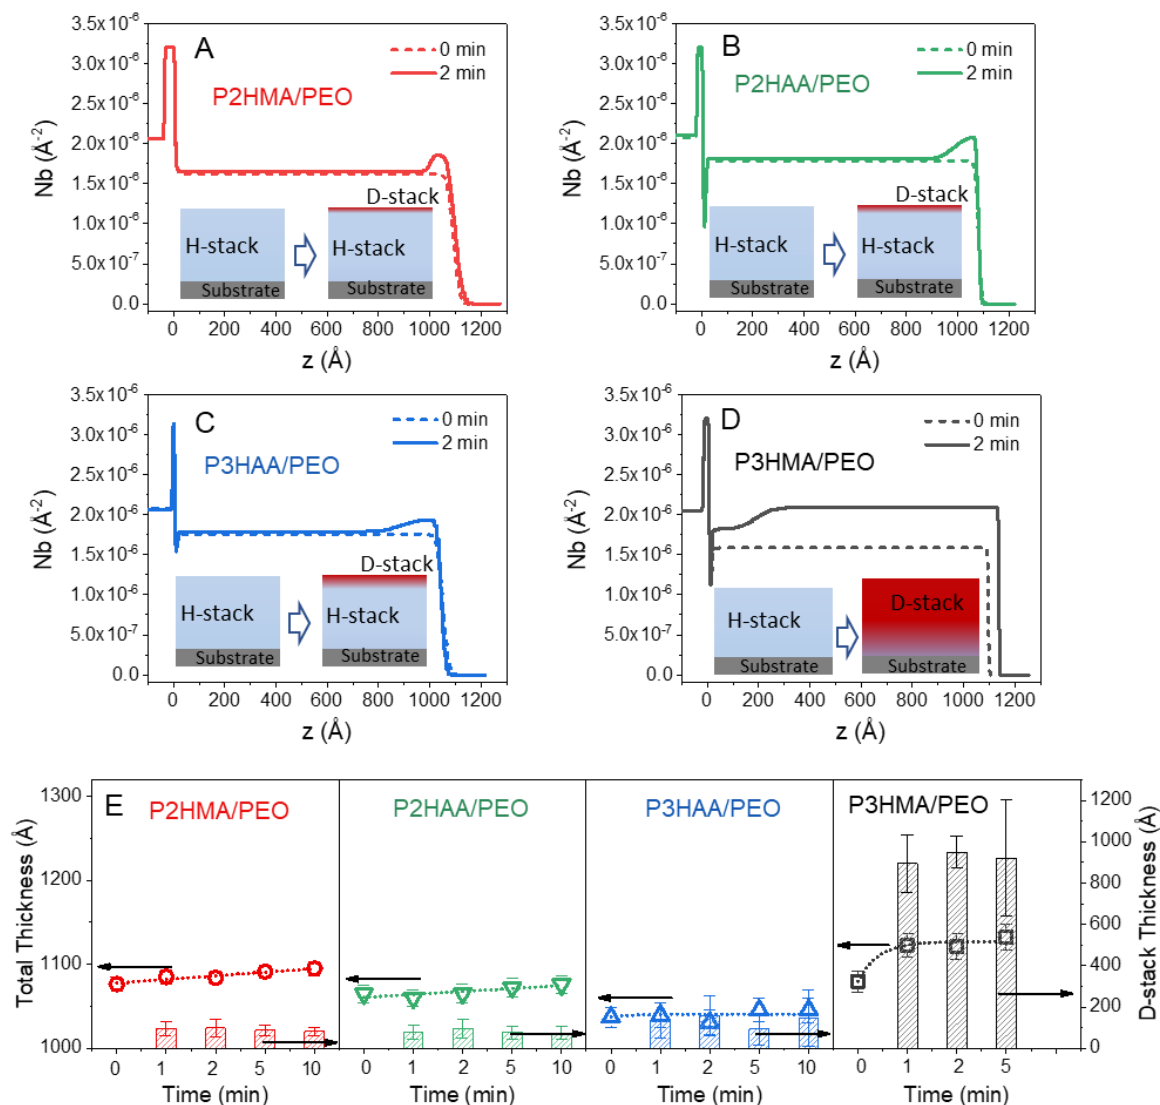 A
P2HMA/PEO
0 min
2 min
3.5x10⁻⁶
3.0x10⁻⁶
2.5x10⁻⁶
2.0x10⁻⁶
1.5x10⁻⁶
1.0x10⁻⁶
5.0x10⁻⁷
0.0
Nb (Å⁻²)
D-stack
H-stack
H-stack
Substrate
Substrate
0 200 400 600 800 1000 1200
z (Å)
B
P2HAA/PEO
0 min
2 min
3.5x10⁻⁶
3.0x10⁻⁶
2.5x10⁻⁶
2.0x10⁻⁶
1.5x10⁻⁶
1.0x10⁻⁶
5.0x10⁻⁷
0.0
Nb (Å⁻²)
D-stack
H-stack
H-stack
Substrate
Substrate
0 200 400 600 800 1000 1200
z (Å)
C
P3HAA/PEO
0 min
2 min
3.5x10⁻⁶
3.0x10⁻⁶
2.5x10⁻⁶
2.0x10⁻⁶
1.5x10⁻⁶
1.0x10⁻⁶
5.0x10⁻⁷
0.0
Nb (Å⁻²)
D-stack
H-stack
H-stack
Substrate
Substrate
0 200 400 600 800 1000 1200
z (Å)
D
P3HMA/PEO
0 min
2 min
3.5x10⁻⁶
3.0x10⁻⁶
2.5x10⁻⁶
2.0x10⁻⁶
1.5x10⁻⁶
1.0x10⁻⁶
5.0x10⁻⁷
0.0
Nb (Å⁻²)
D-stack
H-stack
Substrate
Substrate
0 200 400 600 800 1000 1200
z (Å)
E
P2HMA/PEO
P2HAA/PEO
P3HAA/PEO
P3HMA/PEO
1300
1200
1100
1000
Total Thickness (Å)
1200
1000
800
600
400
200
0
D-stack Thickness (Å)
0 1 2 5 10
0 1 2 5 10
0 1 2 5 10
0 1 2 5
Time (min)
Time (min)
Time (min)
Time (min)